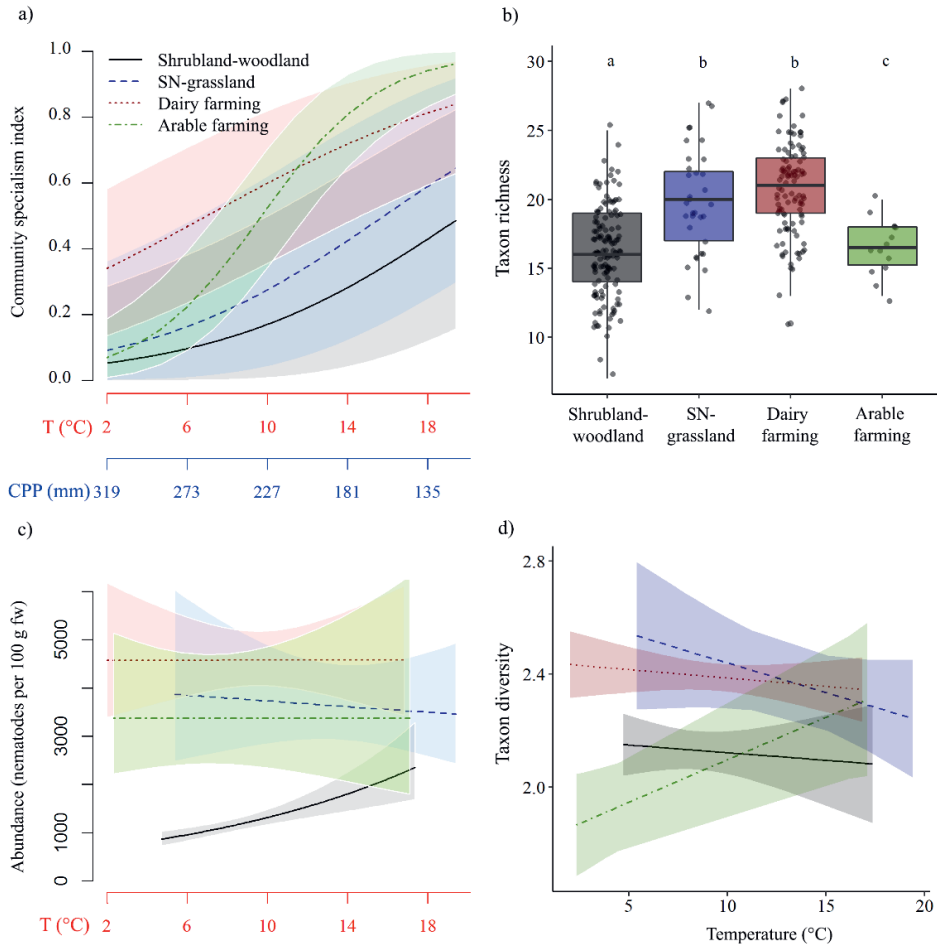 a)
Community specialism index
1.0
0.8
0.6
0.4
0.2
0.0
Shrubland-woodland
SN-grassland
Dairy farming
Arable farming
T (°C)
2 6 10 14 18
CPP (mm)
319 273 227 181 135
b)
Taxon richness
30
25
20
15
10
a b b c
Shrubland-woodland
SN-grassland
Dairy farming
Arable farming
c)
Abundance (nematodes per 100 g fw)
5000
3000
1000
0
T (°C)
2 6 10 14 18
d)
Taxon diversity
2.8
2.4
2.0
5 10 15 20
Temperature (°C)